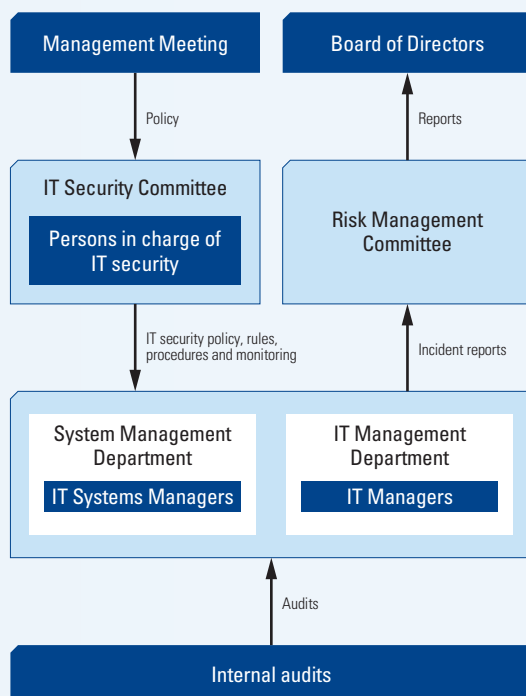 Management Meeting
Board of Directors
Policy
Reports
IT Security Committee
Persons in charge of
IT security
Risk Management
Committee
IT security policy, rules,
procedures and monitoring
Incident reports
System Management
Department
IT Systems Managers
IT Management
Department
IT Managers
Audits
Internal audits